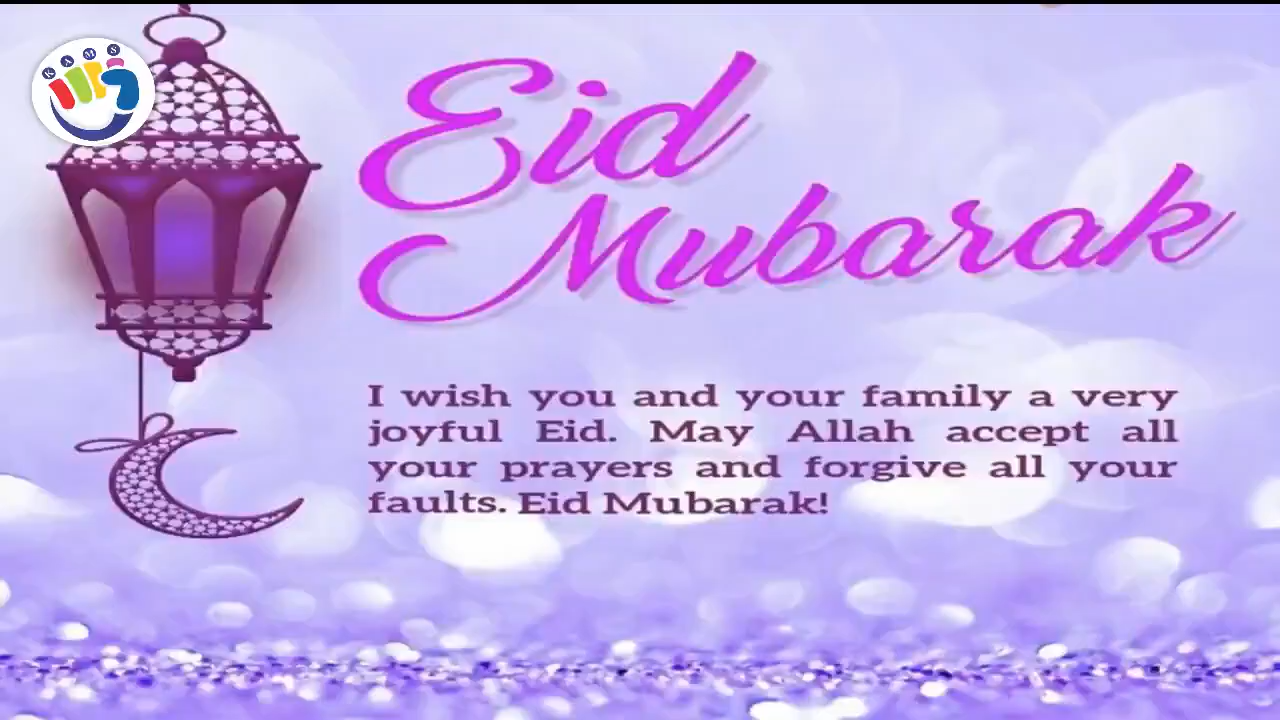 KAMS
Eid
Mubarak
I wish you and your family a very
joyful Eid. May Allah accept all
your prayers and forgive all your
faults. Eid Mubarak!